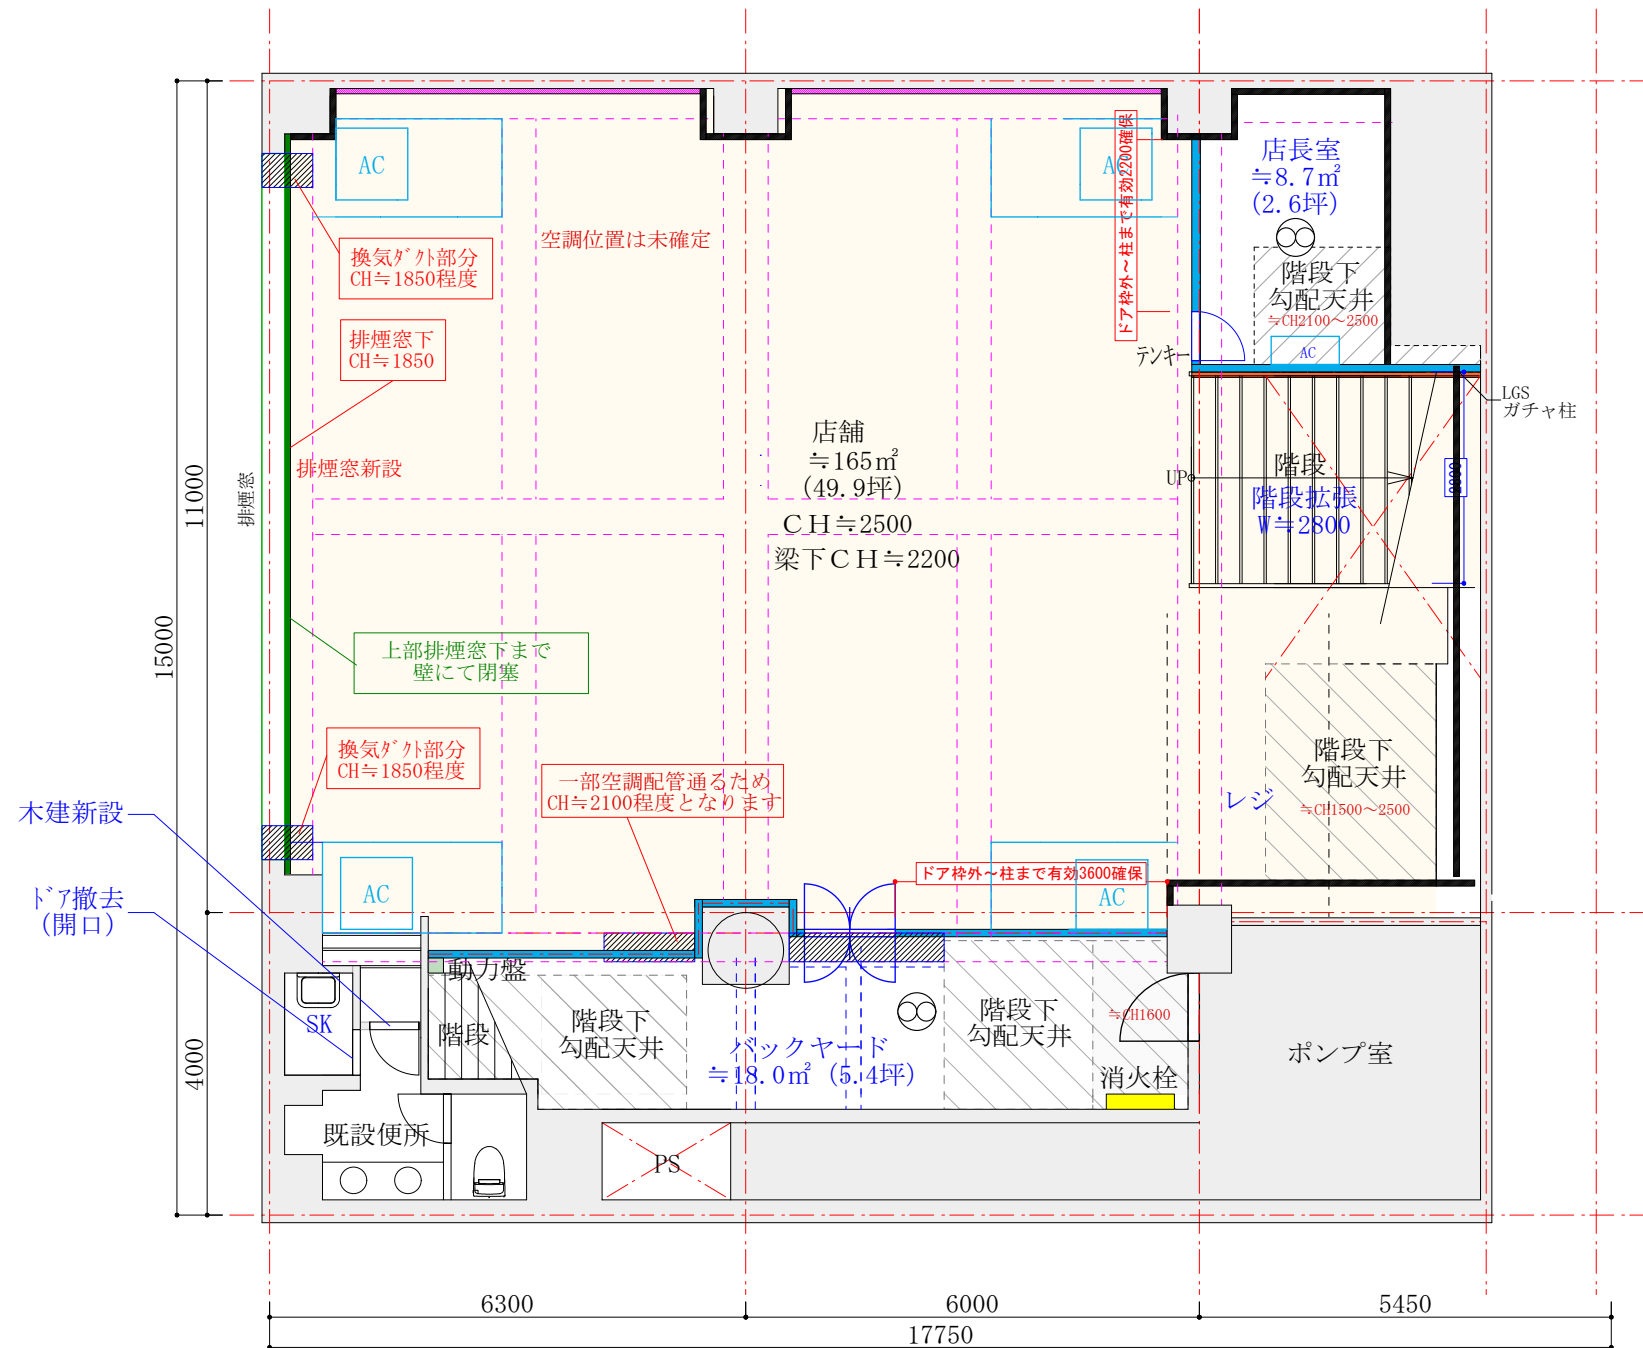 店長室
≒8.7㎡
(2.6坪)
AC
AC
ドア枠外～柱まで有効2200確保
空調位置は未確定
換気ダクト部分
CH≒1850程度
階段下
勾配天井
≒CH2100～2500
排煙窓下
CH≒1850
テンキー
AC
LGS
ガチャ柱
店舗
≒165㎡
(49.9坪)
ＣＨ≒2500
梁下ＣＨ≒2200
排煙窓新設
排煙窓
UP
階段
階段拡張
W≒2800
11000
15000
4000
上部排煙窓下まで
壁にて閉塞
換気ダクト部分
CH≒1850程度
一部空調配管通るため
CH≒2100程度となります
階段下
勾配天井
≒CH1500～2500
レジ
木建新設
ドア撤去
(開口)
AC
ドア枠外～柱まで有効3600確保
AC
動力盤
SK
階段
階段下
勾配天井
バックヤード
≒18.0㎡ (5.4坪)
階段下
勾配天井
≒CH1600
消火栓
ポンプ室
既設便所
PS
6300
6000
5450
17750